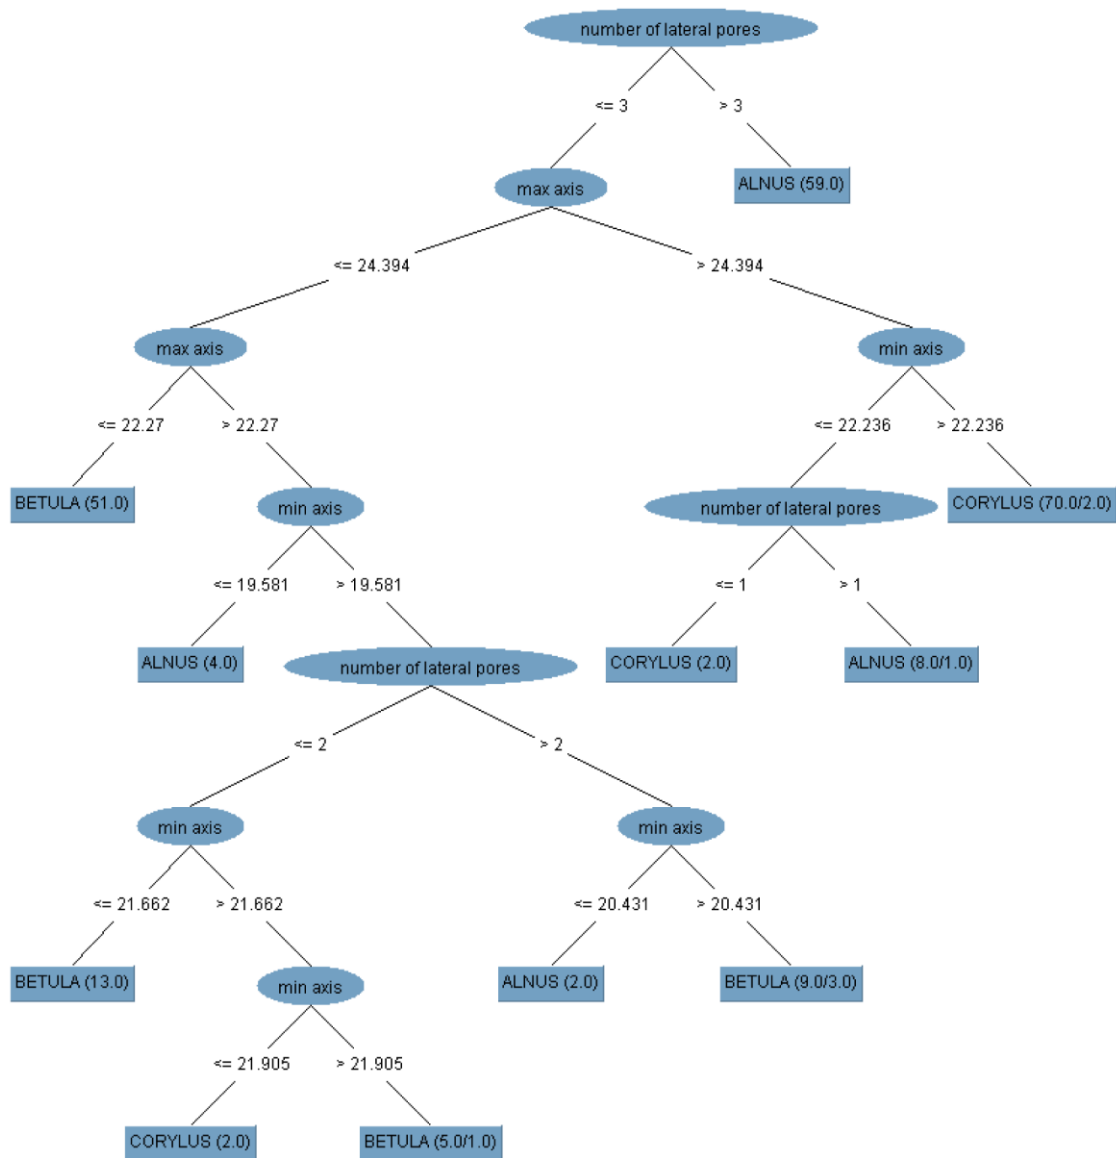 number of lateral pores
<= 3
> 3
max axis
ALNUS (59.0)
<= 24.394
> 24.394
max axis
min axis
<= 22.27
> 22.27
<= 22.236
> 22.236
BETULA (51.0)
min axis
number of lateral pores
CORYLUS (70.0/2.0)
<= 19.581
> 19.581
<= 1
> 1
ALNUS (4.0)
number of lateral pores
CORYLUS (2.0)
ALNUS (8.0/1.0)
<= 2
> 2
min axis
min axis
<= 21.662
> 21.662
<= 20.431
> 20.431
BETULA (13.0)
min axis
ALNUS (2.0)
BETULA (9.0/3.0)
<= 21.905
> 21.905
CORYLUS (2.0)
BETULA (5.0/1.0)